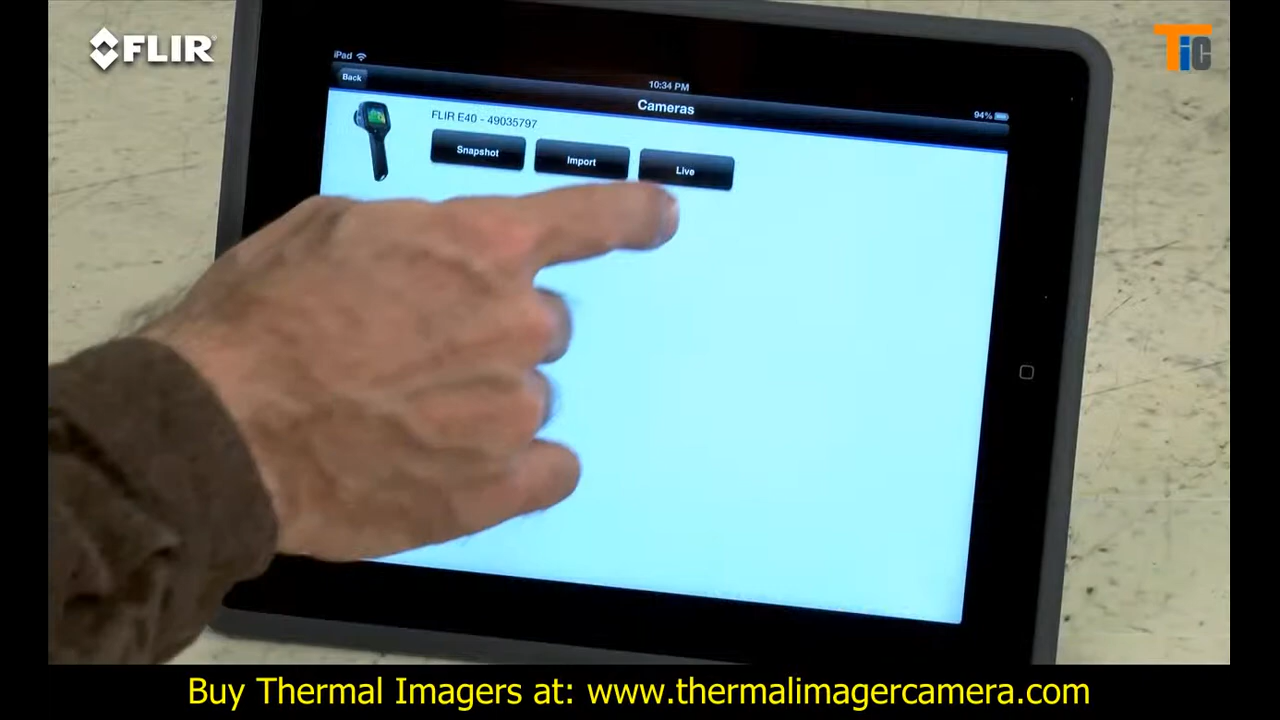 FLIR
TiC
iPad
10:34 PM
94%
Back
Cameras
FLIR E40 - 49035797
Snapshot
Import
Live
Buy Thermal Imagers at: www.thermalimagercamera.com